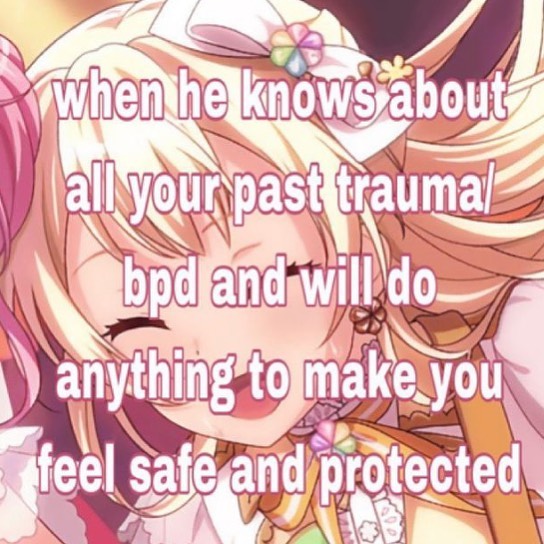 when he knows about
all your past trauma/
bpd and will do
anything to make you
feel safe and protected